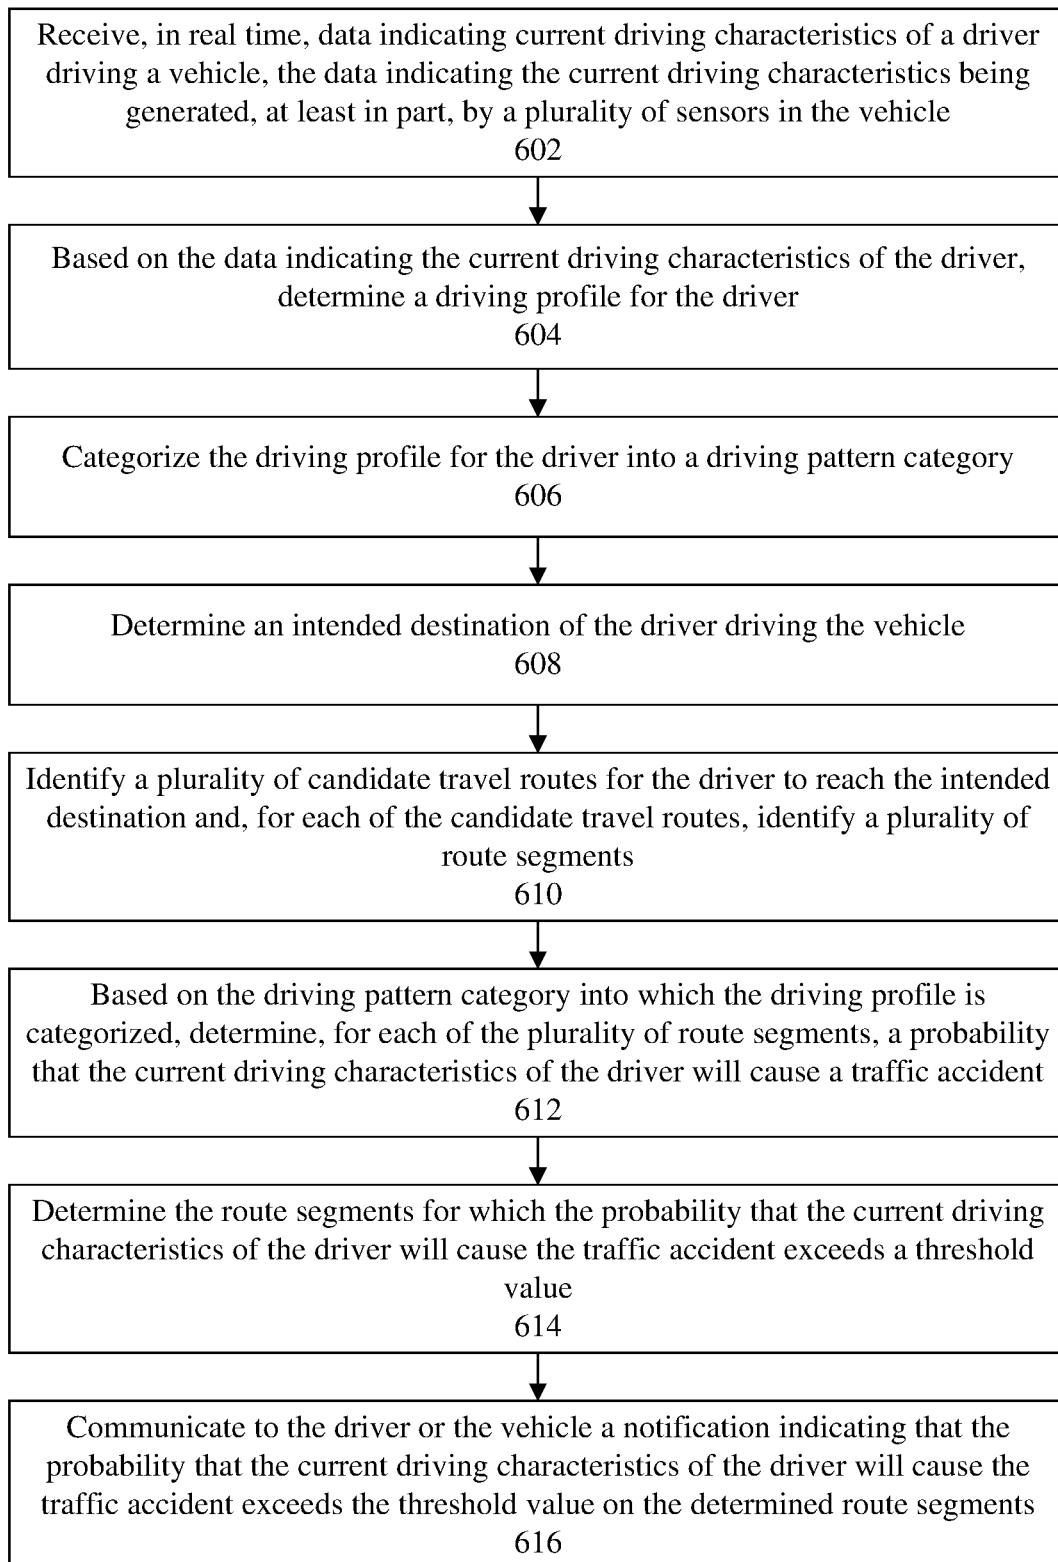 Receive, in real time, data indicating current driving characteristics of a driver
driving a vehicle, the data indicating the current driving characteristics being
generated, at least in part, by a plurality of sensors in the vehicle
602
Based on the data indicating the current driving characteristics of the driver,
determine a driving profile for the driver
604
Categorize the driving profile for the driver into a driving pattern category
606
Determine an intended destination of the driver driving the vehicle
608
Identify a plurality of candidate travel routes for the driver to reach the intended
destination and, for each of the candidate travel routes, identify a plurality of
route segments
610
Based on the driving pattern category into which the driving profile is
categorized, determine, for each of the plurality of route segments, a probability
that the current driving characteristics of the driver will cause a traffic accident
612
Determine the route segments for which the probability that the current driving
characteristics of the driver will cause the traffic accident exceeds a threshold
value
614
Communicate to the driver or the vehicle a notification indicating that the
probability that the current driving characteristics of the driver will cause the
traffic accident exceeds the threshold value on the determined route segments
616